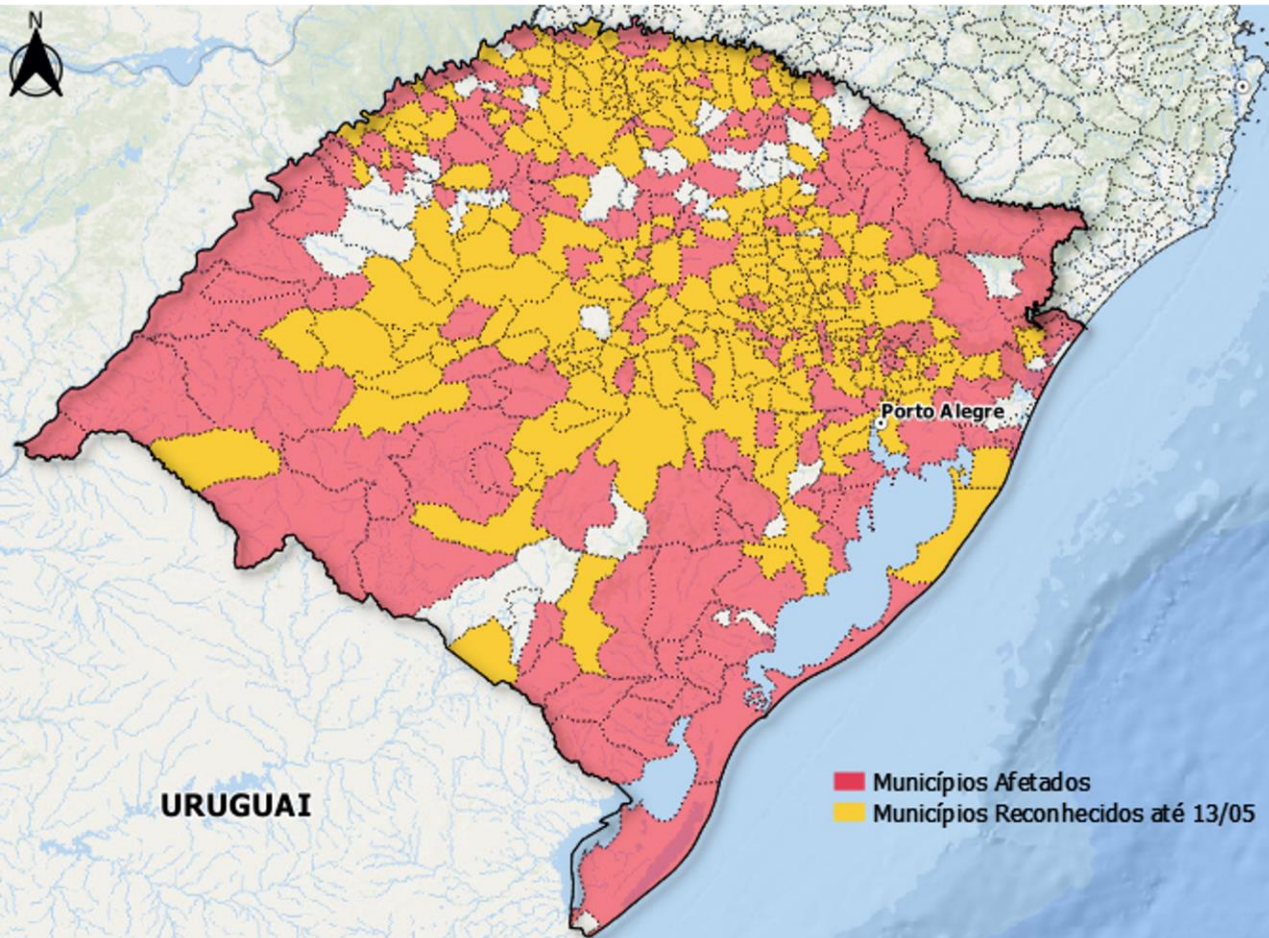 N
Porto Alegre
URUGUAI
Municípios Afetados
Municípios Reconhecidos até 13/05